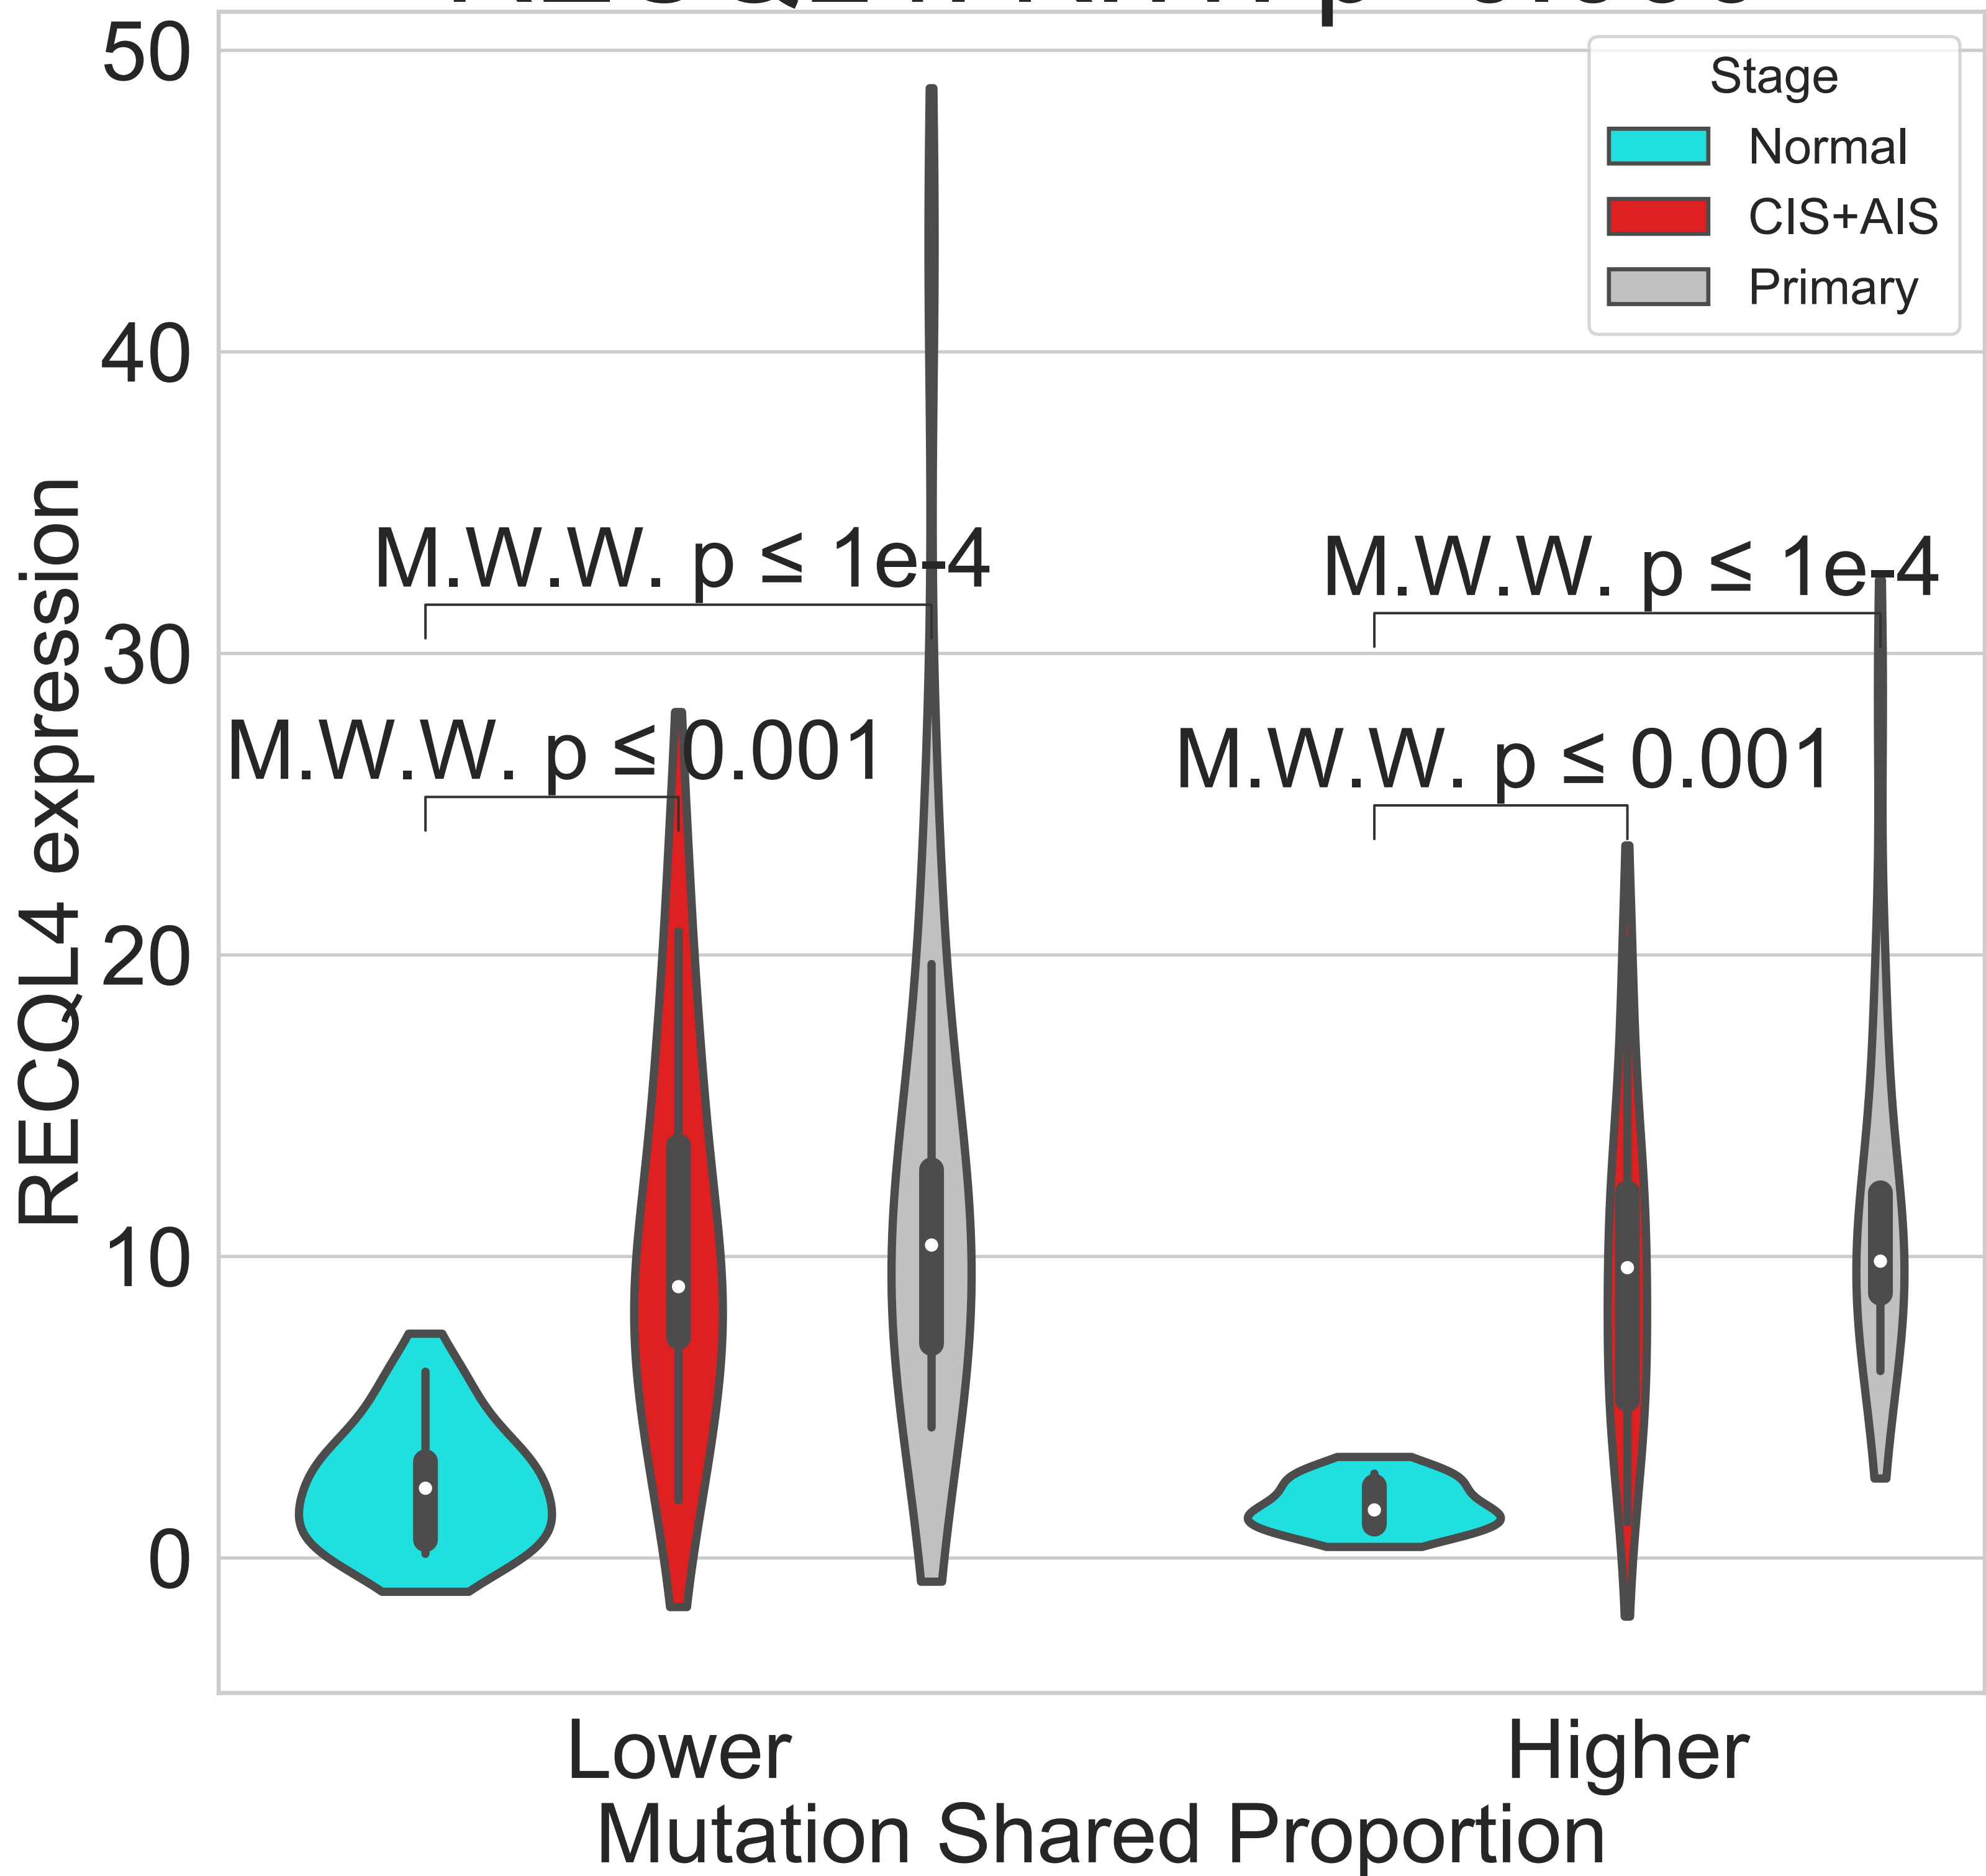 50
Stage
Normal
CIS+AIS
Primary
40
M.W.W. p ≤ 1e-4
M.W.W. p ≤ 1e-4
30
M.W.W. p ≤ 0.001
M.W.W. p ≤ 0.001
20
10
0
RECQL4 expression
Lower
Higher
Mutation Shared Proportion